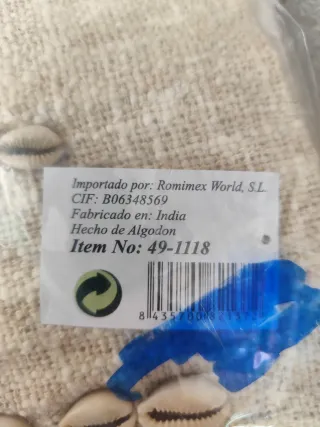 Importado por: Romimex World, S.L.
CIF: B06348569
Fabricado en: India
Hecho de Algodon
Item No: 49-1118